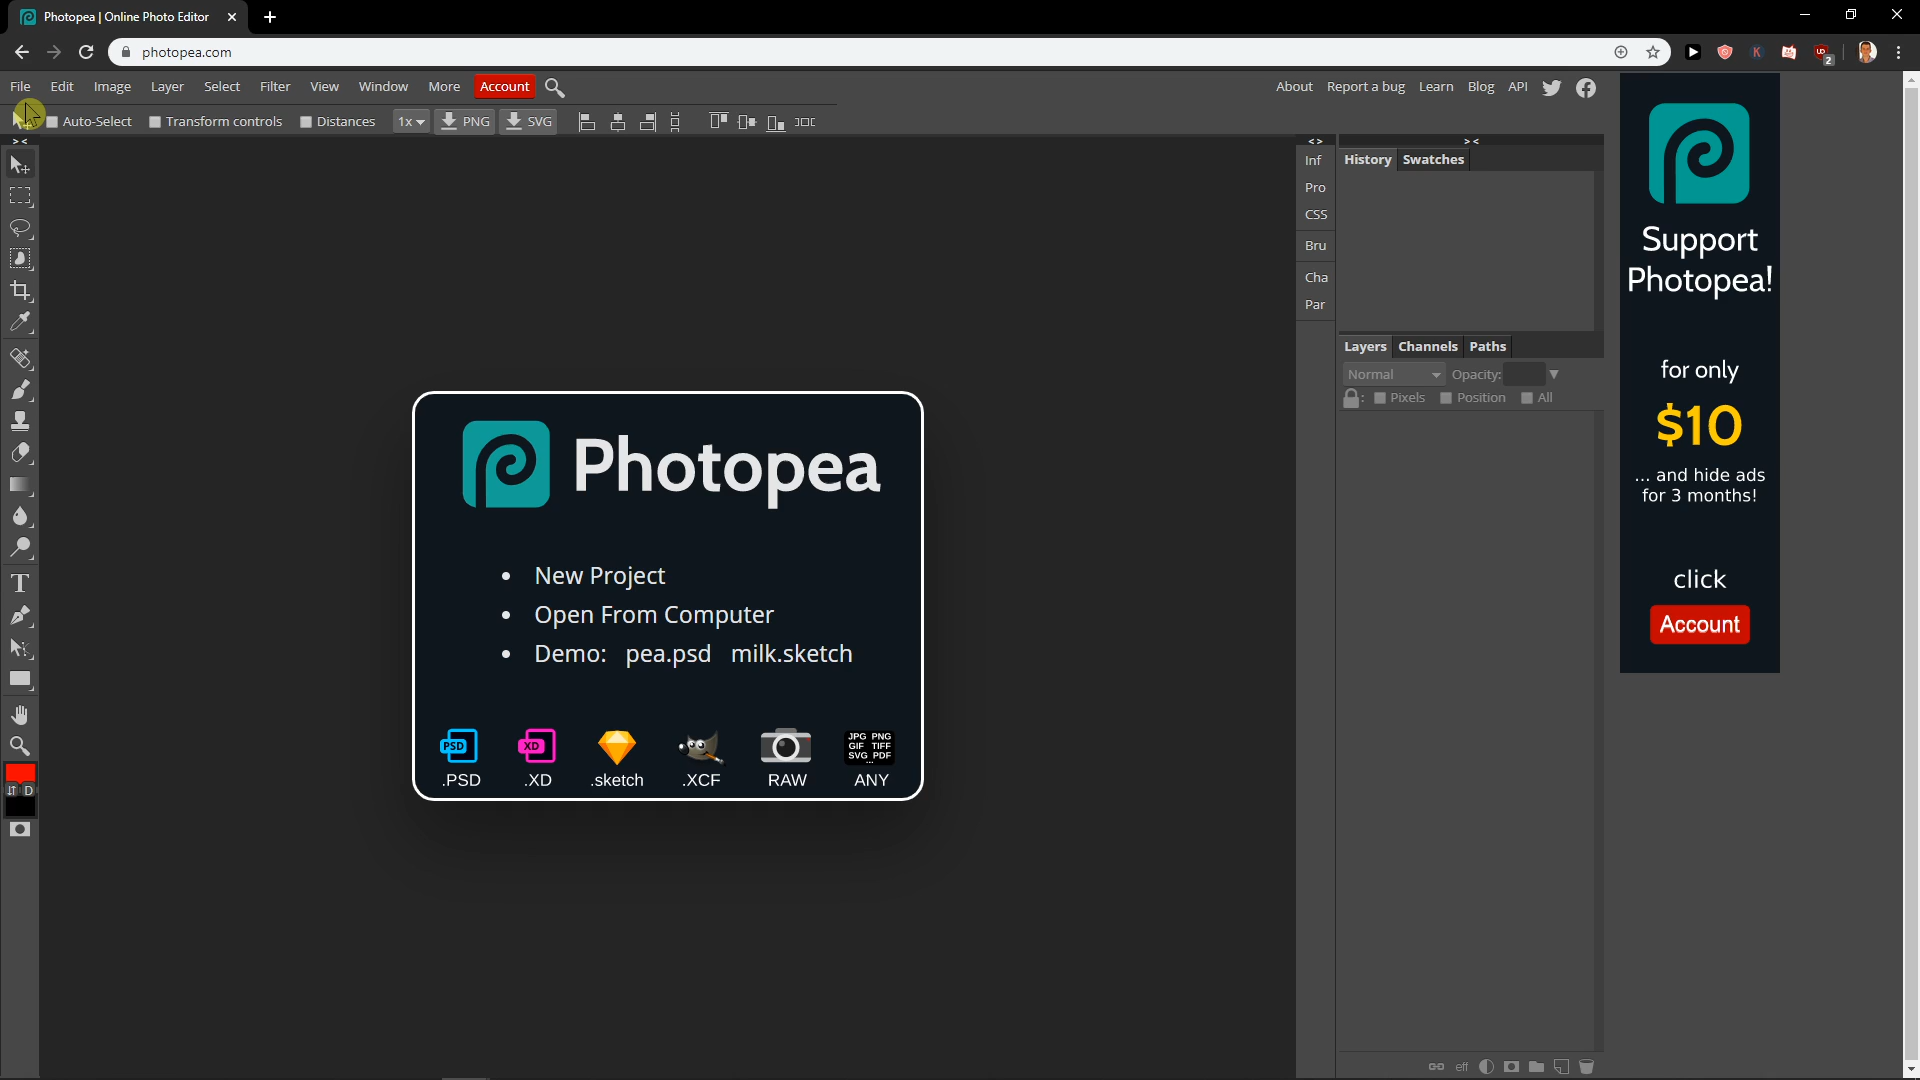 Photopea | Online Photo Editor
photopea.com
2
File Edit Image Layer Select Filter View Window More Account
About Report a bug Learn Blog API
Auto-Select Transform controls Distances 1x PNG SVG
> <
< >
> <
Inf
Pro
CSS
Bru
Cha
Par
History Swatches
Layers Channels Paths
Normal Opacity:
: Pixels Position All
eff
T
D
Photopea
• New Project
• Open From Computer
• Demo: pea.psd milk.sketch
PSD XD JPG PNG
GIF TIFF
SVG PDF
...
.PSD .XD .sketch .XCF RAW ANY
Support
Photopea!
for only
$10
... and hide ads
for 3 months!
click
Account